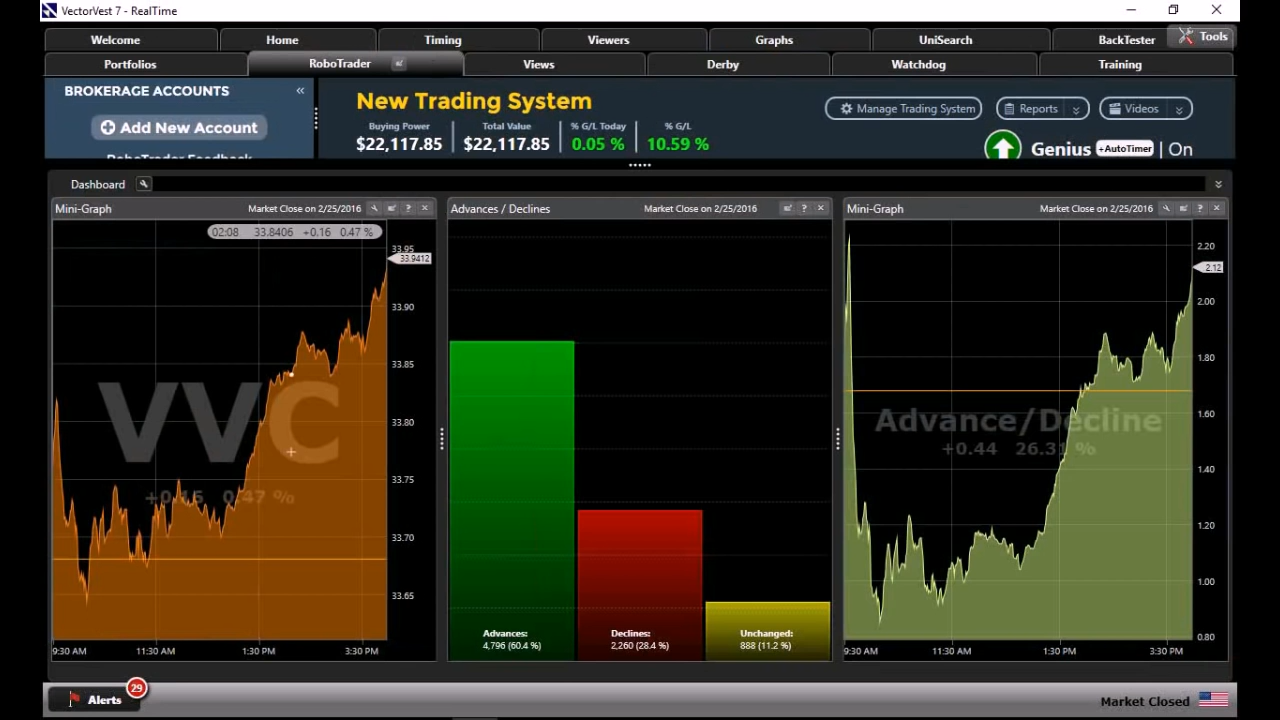 VectorVest 7 - RealTime
Welcome
Home
Timing
Viewers
Graphs
UniSearch
BackTester
Tools
Portfolios
RoboTrader
Views
Derby
Watchdog
Training
BROKERAGE ACCOUNTS
«
Add New Account
RoboTrader Feedback
New Trading System
Buying Power
Total Value
% G/L Today
% G/L
$22,117.85
$22,117.85
0.05 %
10.59 %
Manage Trading System
Reports
Videos
Genius +AutoTimer | On
Dashboard
Mini-Graph
Market Close on 2/25/2016
02:08 33.8406 +0.16 0.47 %
33.95
33.9412
33.90
33.85
33.80
33.75
33.70
33.65
VVC
+0.16 0.47 %
9:30 AM 11:30 AM 1:30 PM 3:30 PM
Advances / Declines
Market Close on 2/25/2016
Advances:
4,796 (60.4 %)
Declines:
2,260 (28.4 %)
Unchanged:
888 (11.2 %)
Mini-Graph
Market Close on 2/25/2016
2.20
2.12
2.00
1.80
1.60
1.40
1.20
1.00
0.80
Advance/Decline
+0.44 26.31 %
9:30 AM 11:30 AM 1:30 PM 3:30 PM
Alerts
29
Market Closed